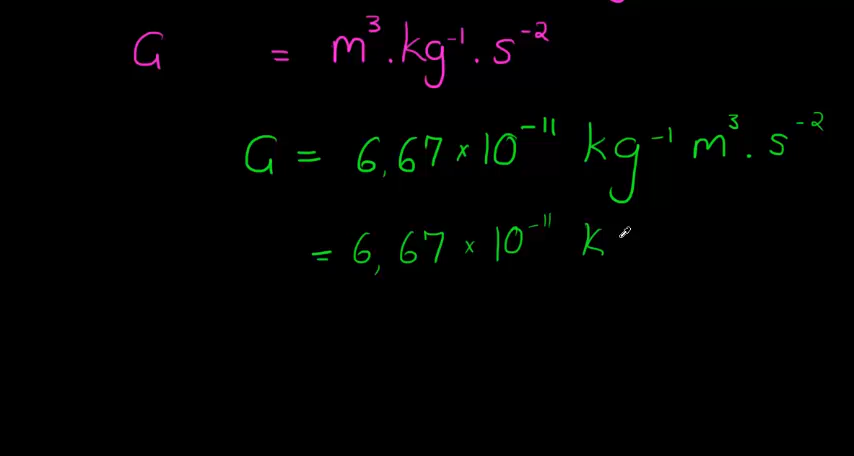 G = m³.kg⁻¹.s⁻²
G = 6,67×10⁻¹¹ kg⁻¹ m³.s⁻²
= 6,67×10⁻¹¹ k